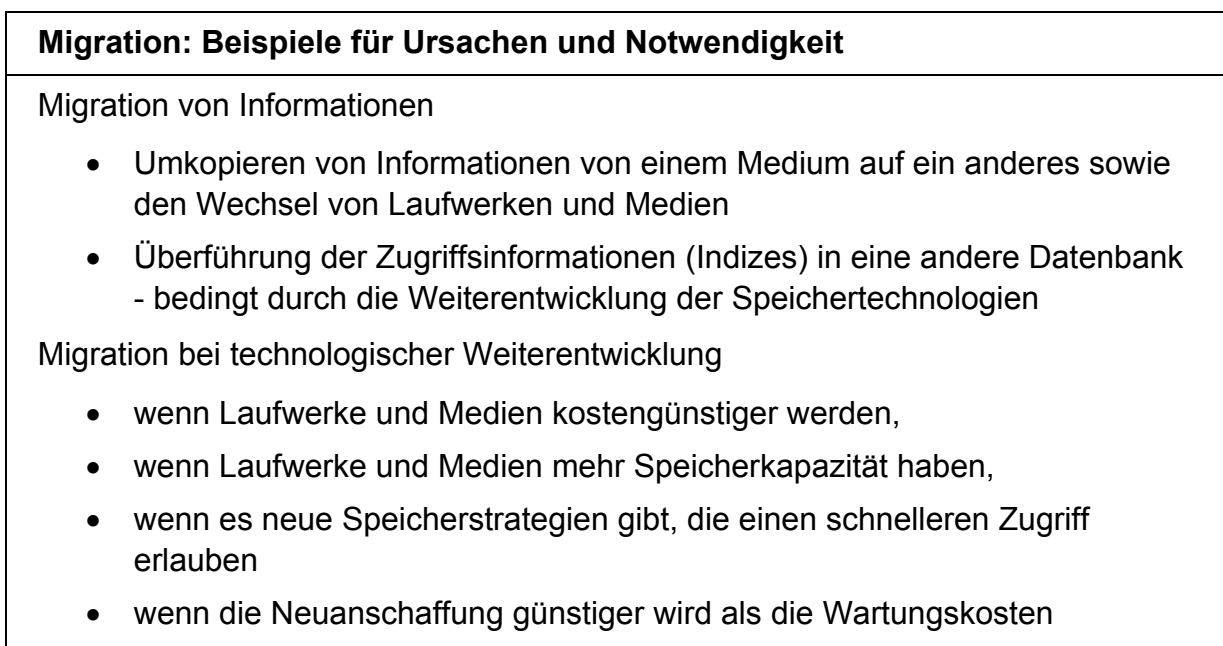 Migration: Beispiele für Ursachen und Notwendigkeit
Migration von Informationen
• Umkopieren von Informationen von einem Medium auf ein anderes sowie
den Wechsel von Laufwerken und Medien
• Überführung der Zugriffsinformationen (Indizes) in eine andere Datenbank
- bedingt durch die Weiterentwicklung der Speichertechnologien
Migration bei technologischer Weiterentwicklung
• wenn Laufwerke und Medien kostengünstiger werden,
• wenn Laufwerke und Medien mehr Speicherkapazität haben,
• wenn es neue Speicherstrategien gibt, die einen schnelleren Zugriff
erlauben
• wenn die Neuanschaffung günstiger wird als die Wartungskosten